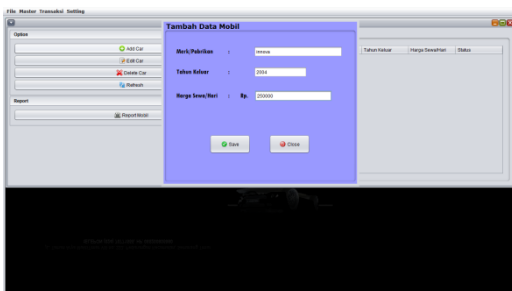 File Master Transaksi Setting
Option
Add Car
Edit Car
Delete Car
Refresh
Report
Report Mobil
Tambah Data Mobil
Merk/Pabrikan :
Tahun Keluar : 2004
Harga Sewa/Hari : Rp. 250000
Save Close
Tahun Keluar Harga Sewa/Hari Status